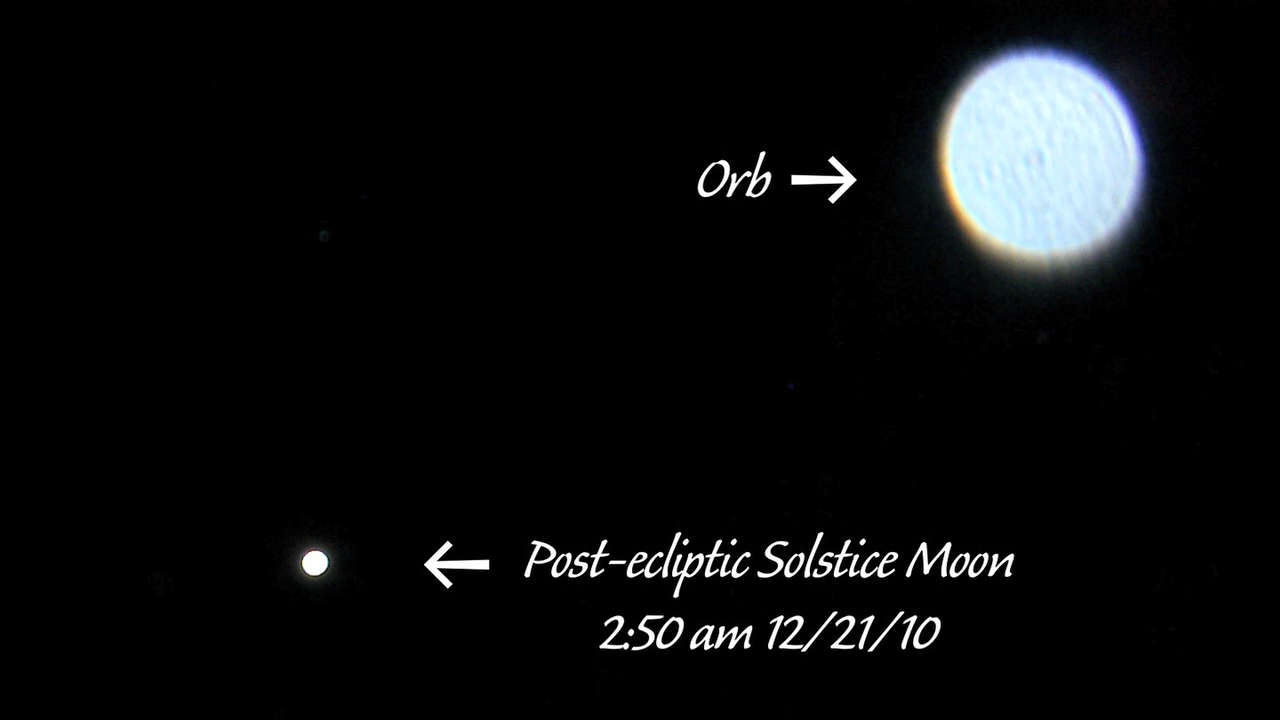 Orb →
← Post-ecliptic Solstice Moon
2:50 am 12/21/10